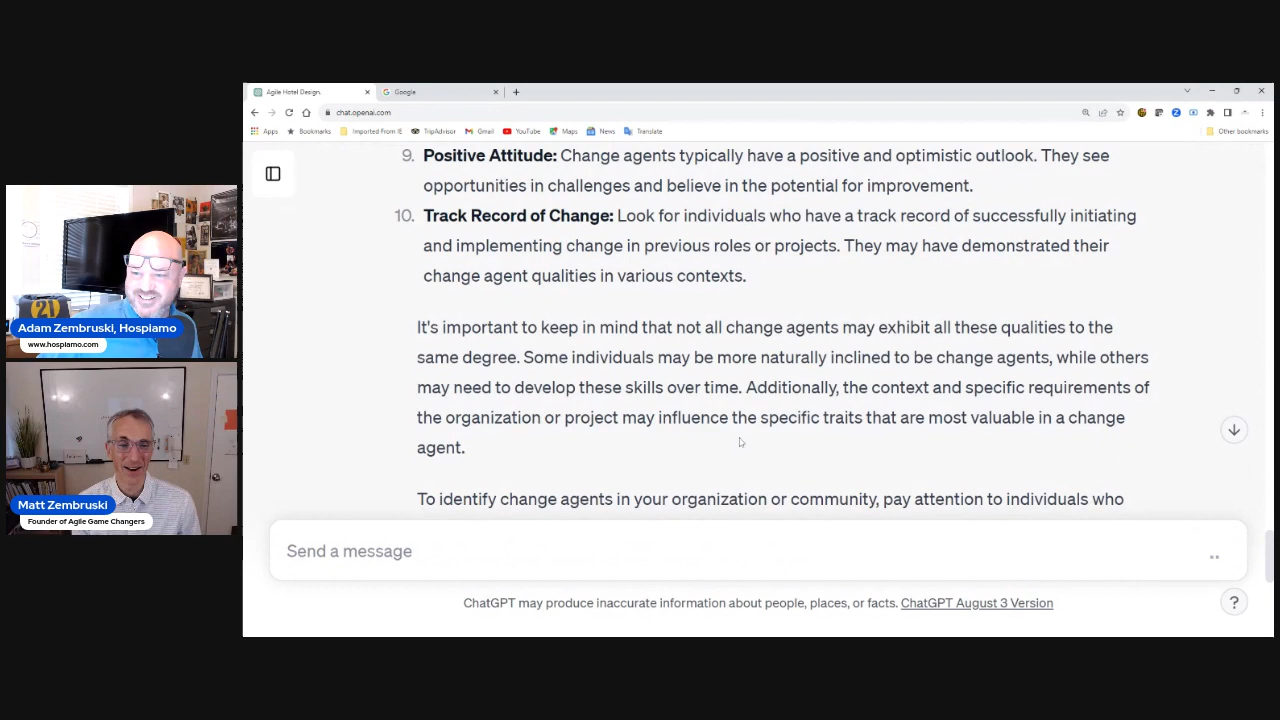 Agile Hotel Design.
Google
chat.openai.com
Apps
Bookmarks
Imported From IE
TripAdvisor
Gmail
YouTube
Maps
News
Translate
Other bookmarks
9. Positive Attitude: Change agents typically have a positive and optimistic outlook. They see
opportunities in challenges and believe in the potential for improvement.
10. Track Record of Change: Look for individuals who have a track record of successfully initiating
and implementing change in previous roles or projects. They may have demonstrated their
change agent qualities in various contexts.
It's important to keep in mind that not all change agents may exhibit all these qualities to the
same degree. Some individuals may be more naturally inclined to be change agents, while others
may need to develop these skills over time. Additionally, the context and specific requirements of
the organization or project may influence the specific traits that are most valuable in a change
agent.
To identify change agents in your organization or community, pay attention to individuals who
Send a message
ChatGPT may produce inaccurate information about people, places, or facts. ChatGPT August 3 Version
?
21
Adam Zembruski, Hospiamo
www.hospiamo.com
Matt Zembruski
Founder of Agile Game Changers